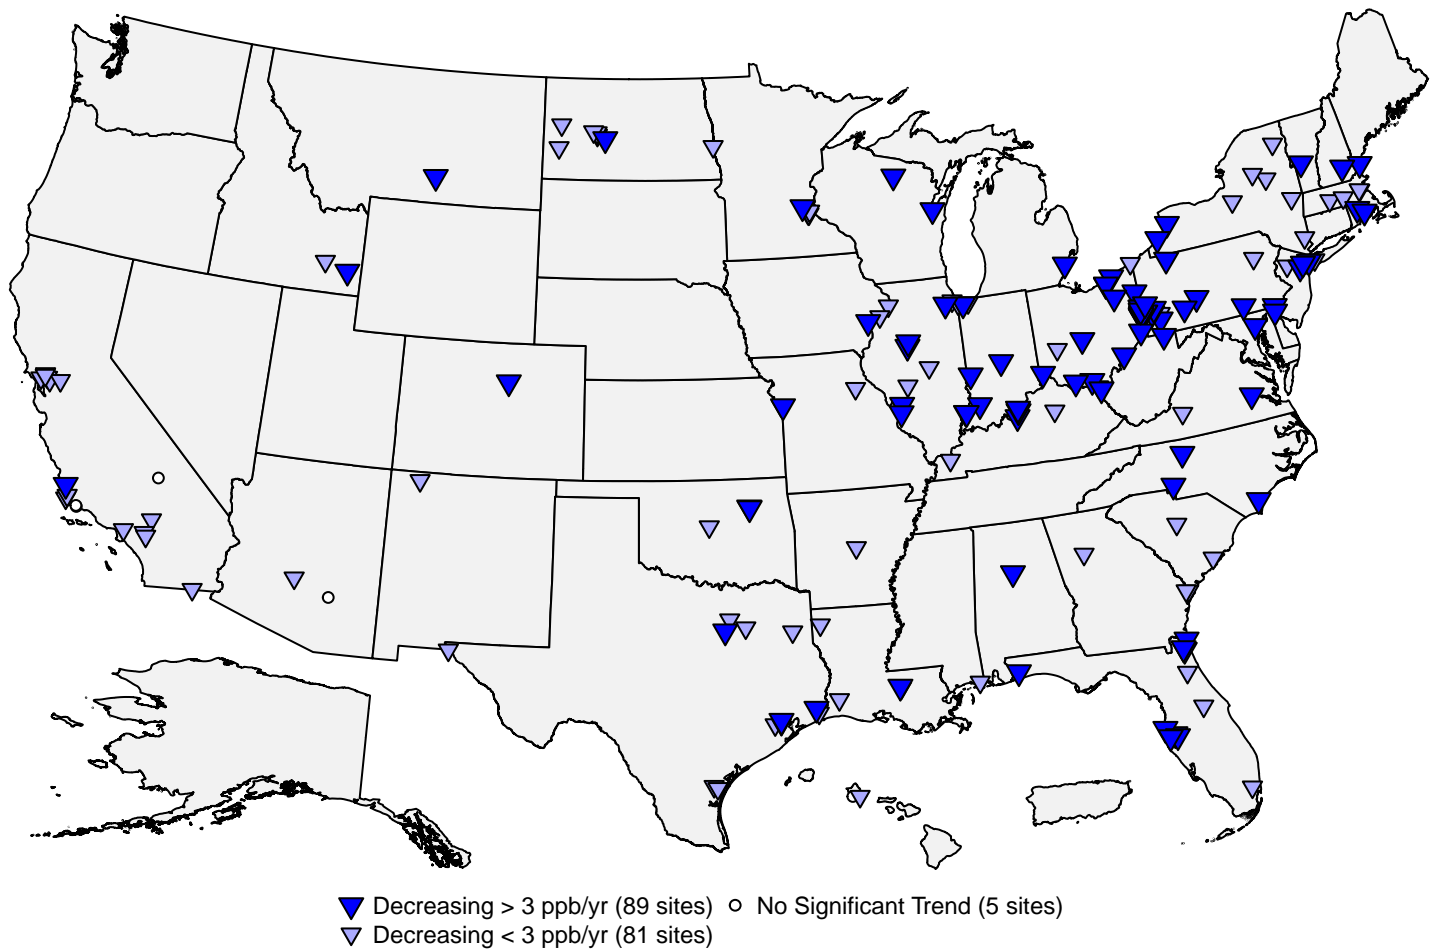 Decreasing > 3 ppb/yr (89 sites)
No Significant Trend (5 sites)
Decreasing < 3 ppb/yr (81 sites)